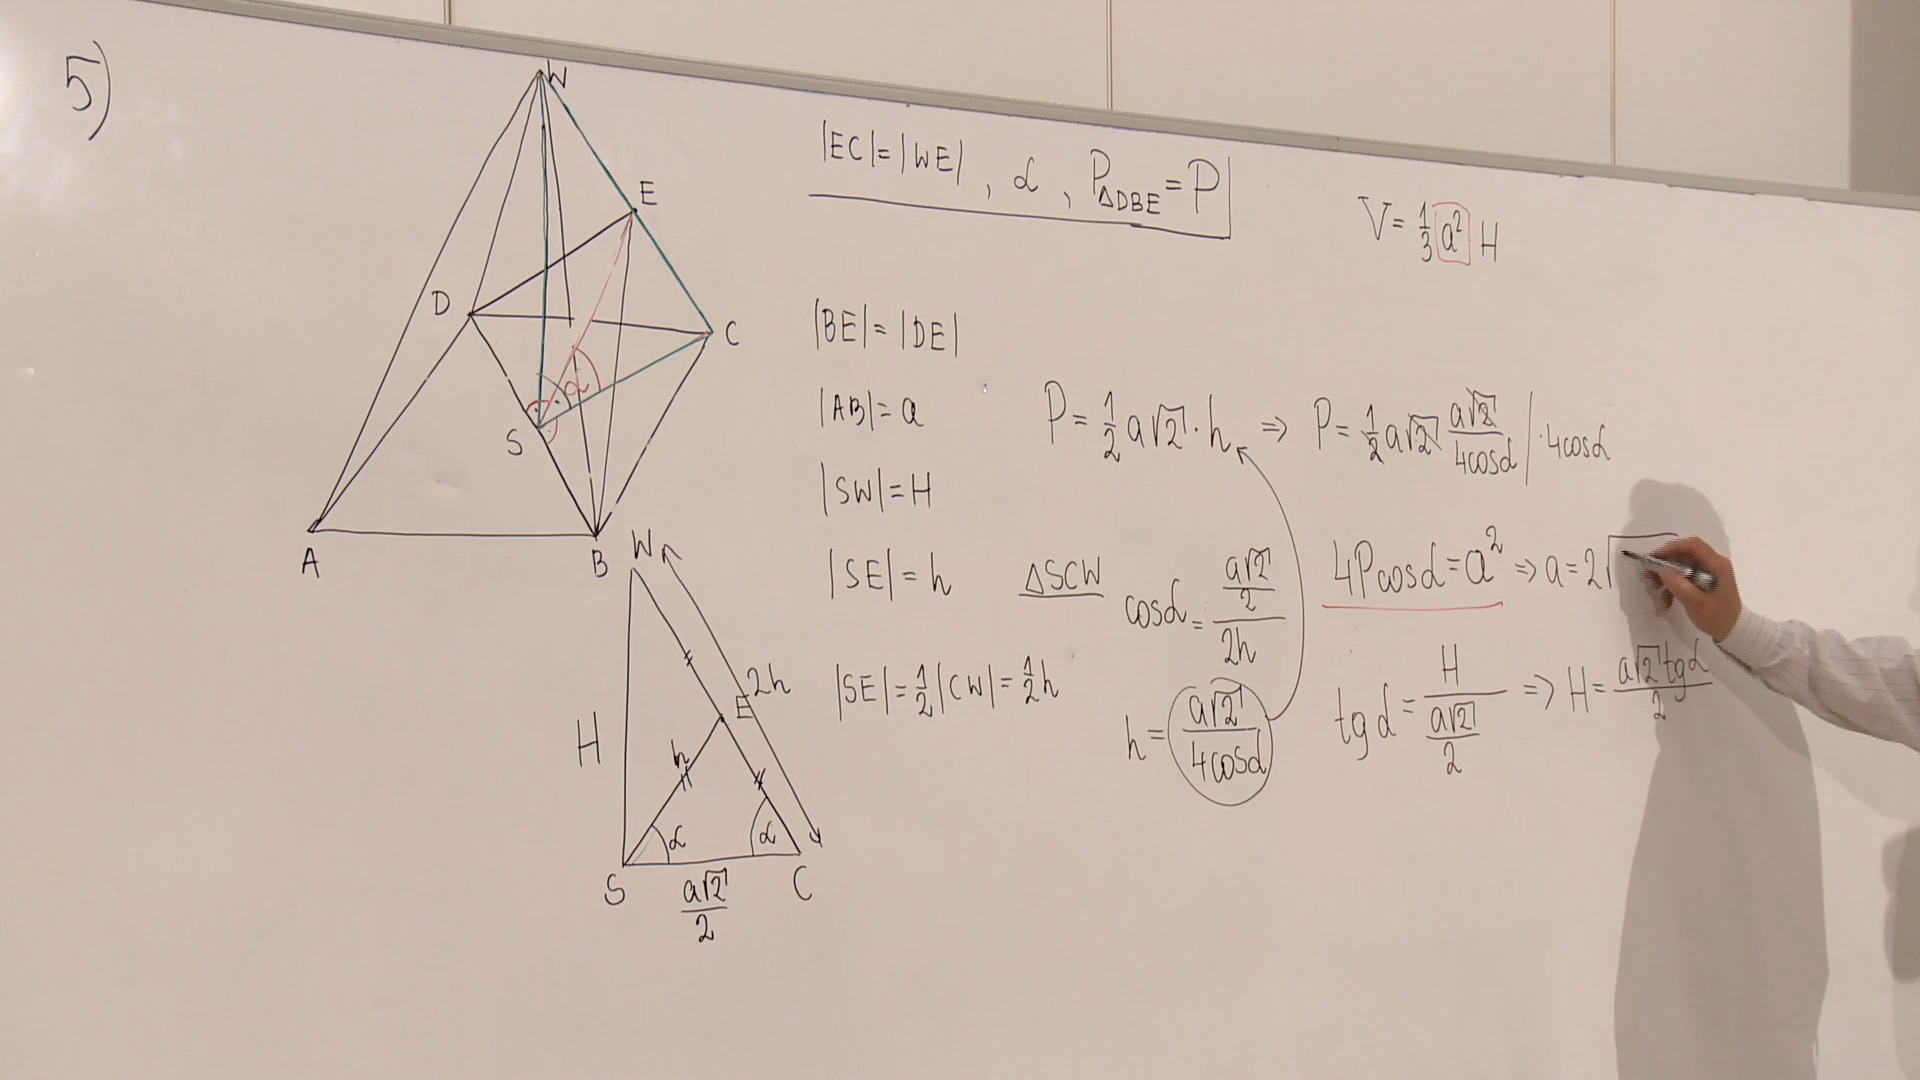 5)
W
E
D
C
α
S
A
B
|EC|=|WE|, α, P△DBE=P
V=1/3 a² H
|BE|=|DE|
|AB|=a
|SW|=H
|SE|=h
|SE|=1/2|CW|=1/2h
P=1/2 a√2·h ⇒ P=1/2 a√2 a√2/4cosα /·4cosα
△SCW
cosα=(a√2/2)/2h
h=a√2/4cosα
4Pcosα=a² ⇒ a=2√
tgα=H/(a√2/2) ⇒ H=a√2 tgα/2
W
2h
E
H
h
α
α
S
a√2/2
C